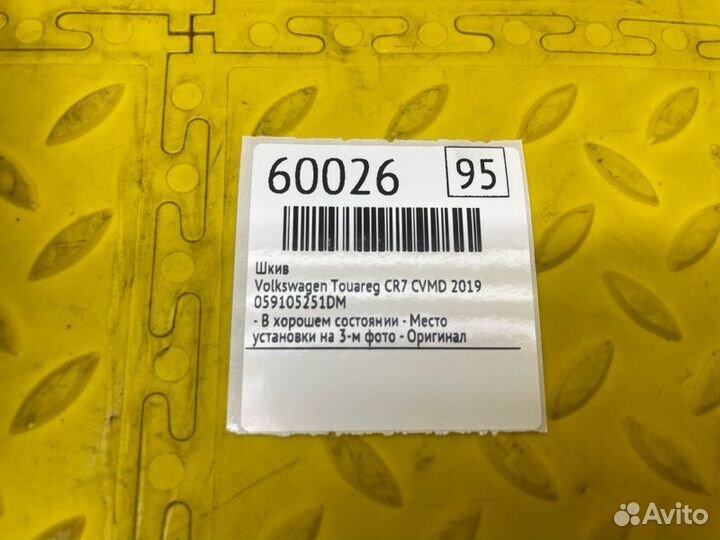 60026
95
Шкив
Volkswagen Touareg CR7 CVMD 2019
059105251DM
- В хорошем состоянии - Место
установки на 3-м фото - Оригинал
Avito